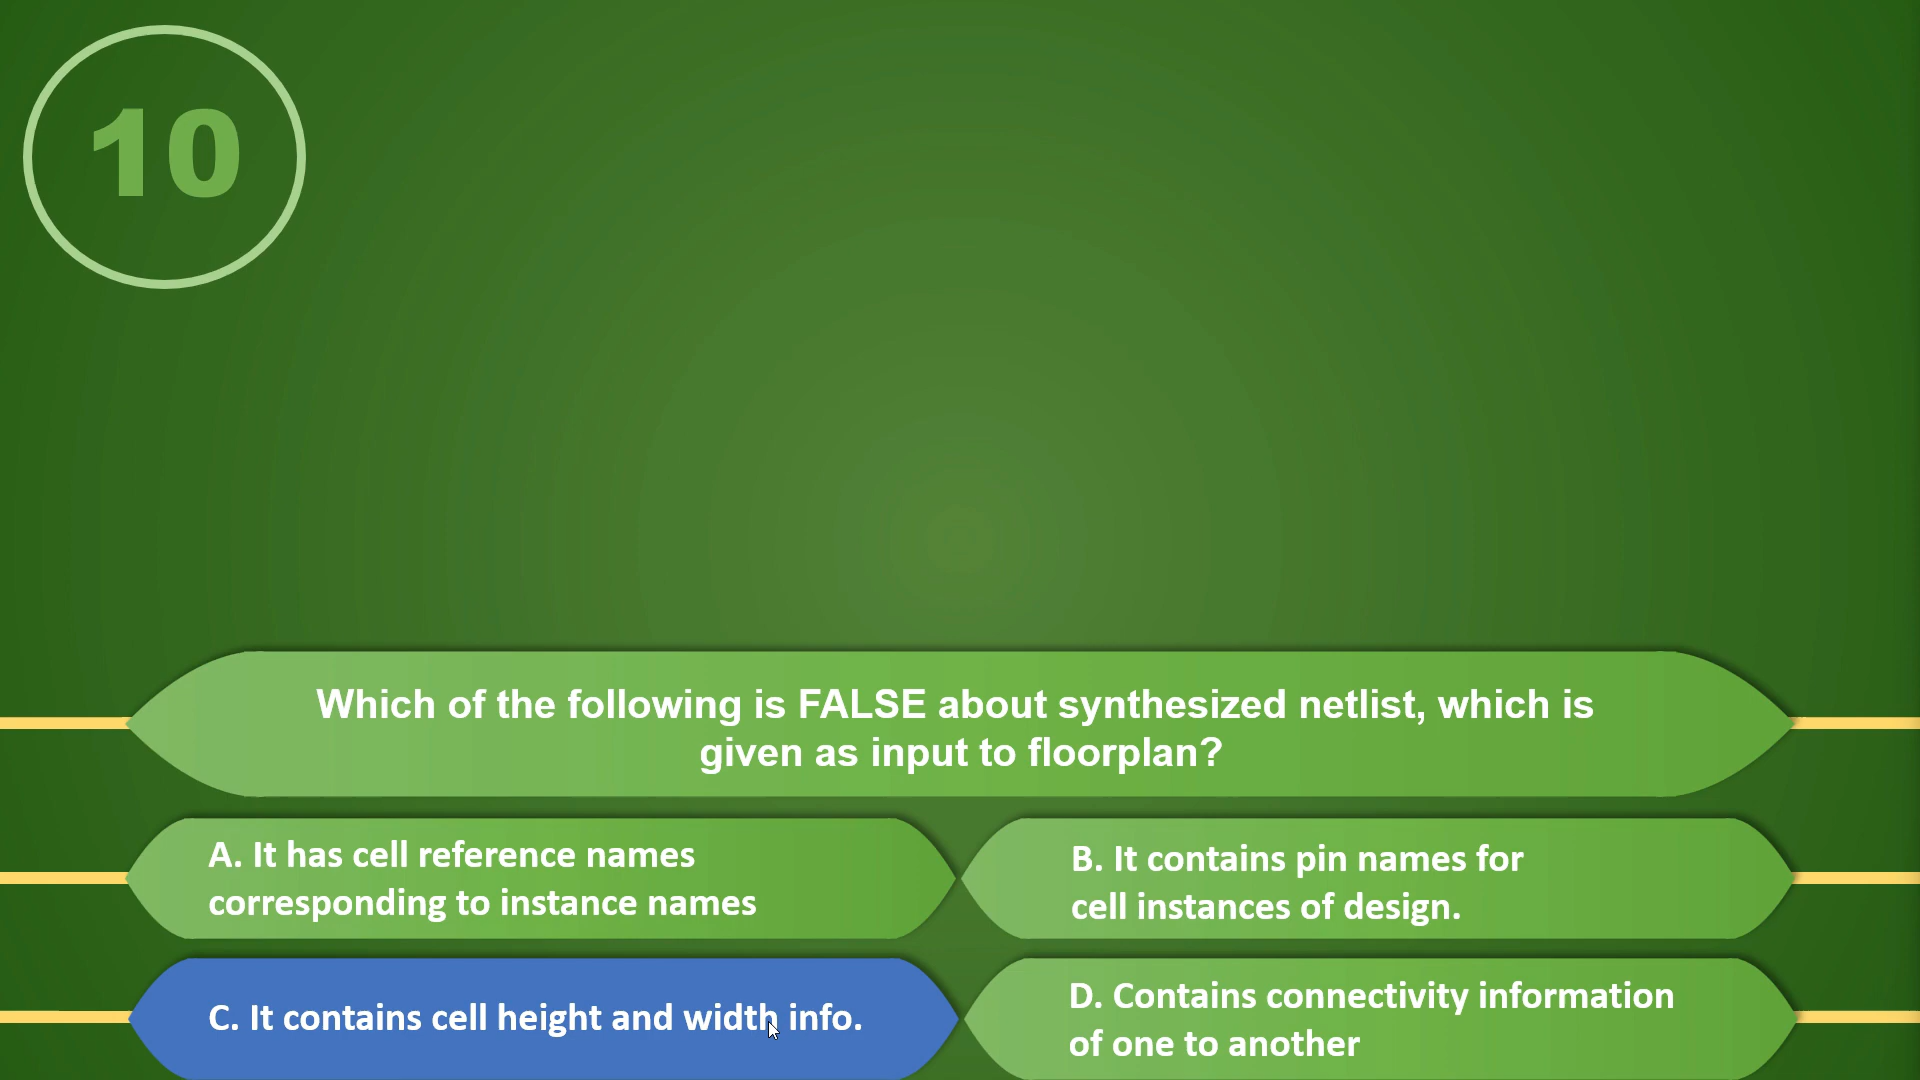 10
Which of the following is FALSE about synthesized netlist, which is
given as input to floorplan?
A. It has cell reference names
corresponding to instance names
B. It contains pin names for
cell instances of design.
C. It contains cell height and width info.
D. Contains connectivity information
of one to another